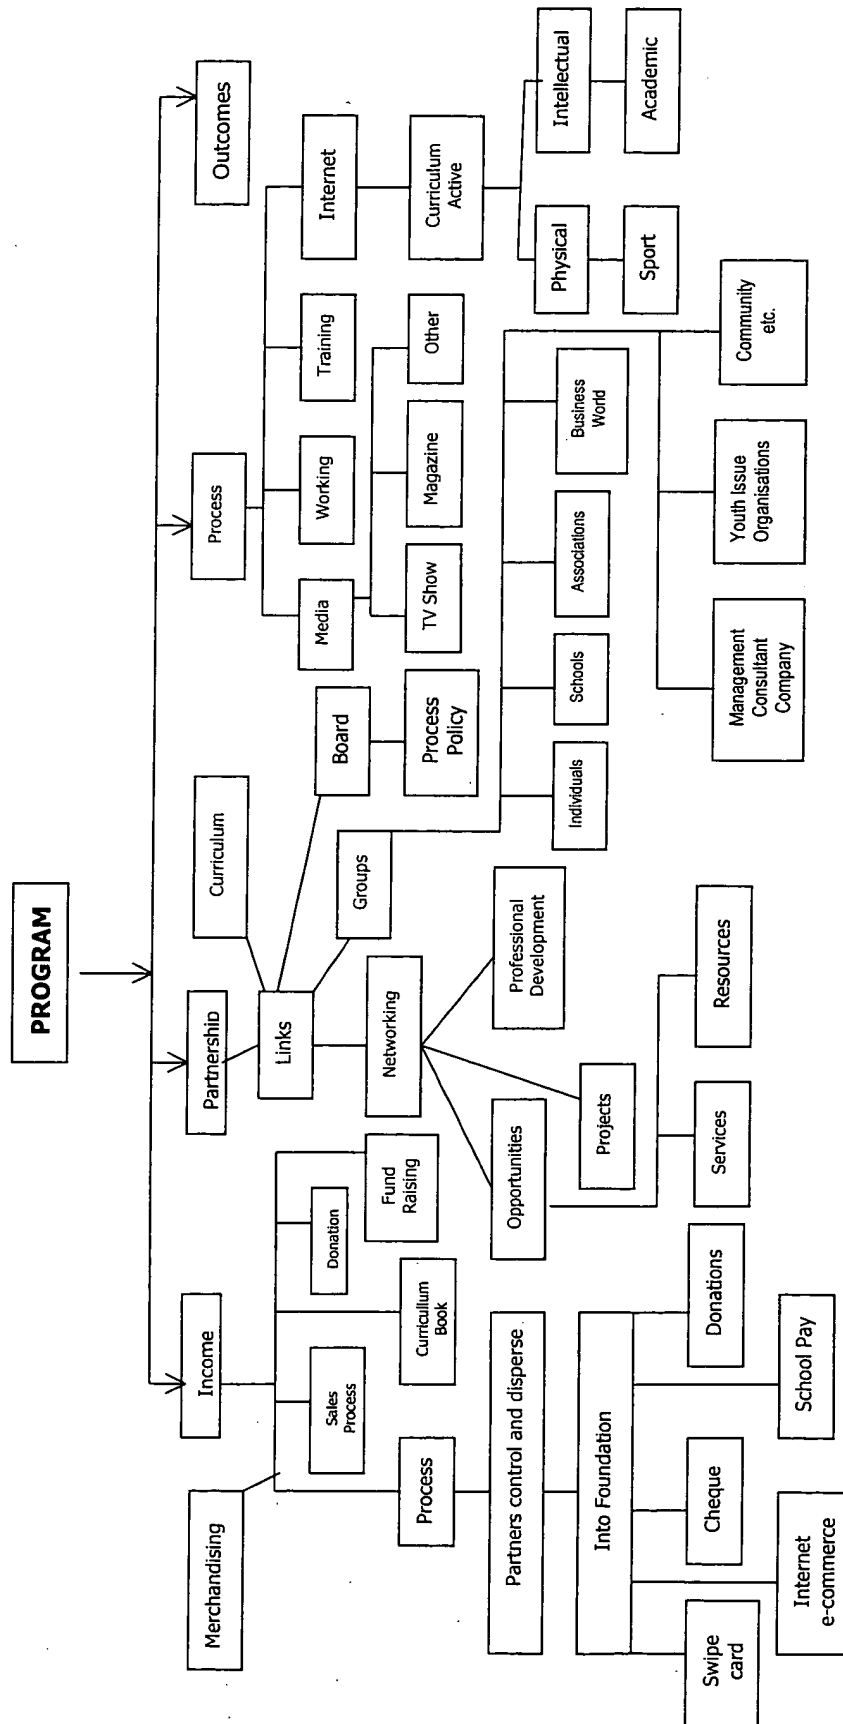 PROGRAM
Income
Partnership
Process
Outcomes
Merchandising
Sales
Process
Process
Curricullum
Book
Donation
Fund
Raising
Partners control and disperse
Into Foundation
Swipe
card
Internet
e-commerce
Cheque
School Pay
Donations
Curriculum
Links
Groups
Board
Process
Policy
Networking
Opportunities
Projects
Professional
Development
Services
Resources
Individuals
Schools
Associations
Business
World
Management
Consultant
Company
Youth Issue
Organisations
Community
etc.
Media
Working
Training
Internet
TV Show
Magazine
Other
Curriculum
Active
Physical
Intellectual
Sport
Academic